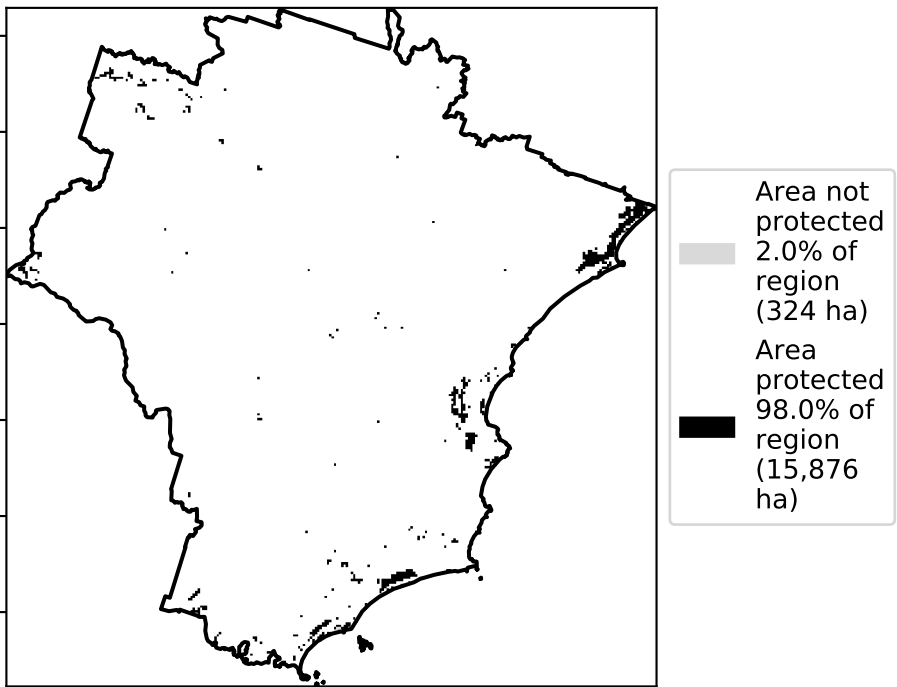 Area not
protected
2.0% of
region
(324 ha)
Area
protected
98.0% of
region
(15,876
ha)